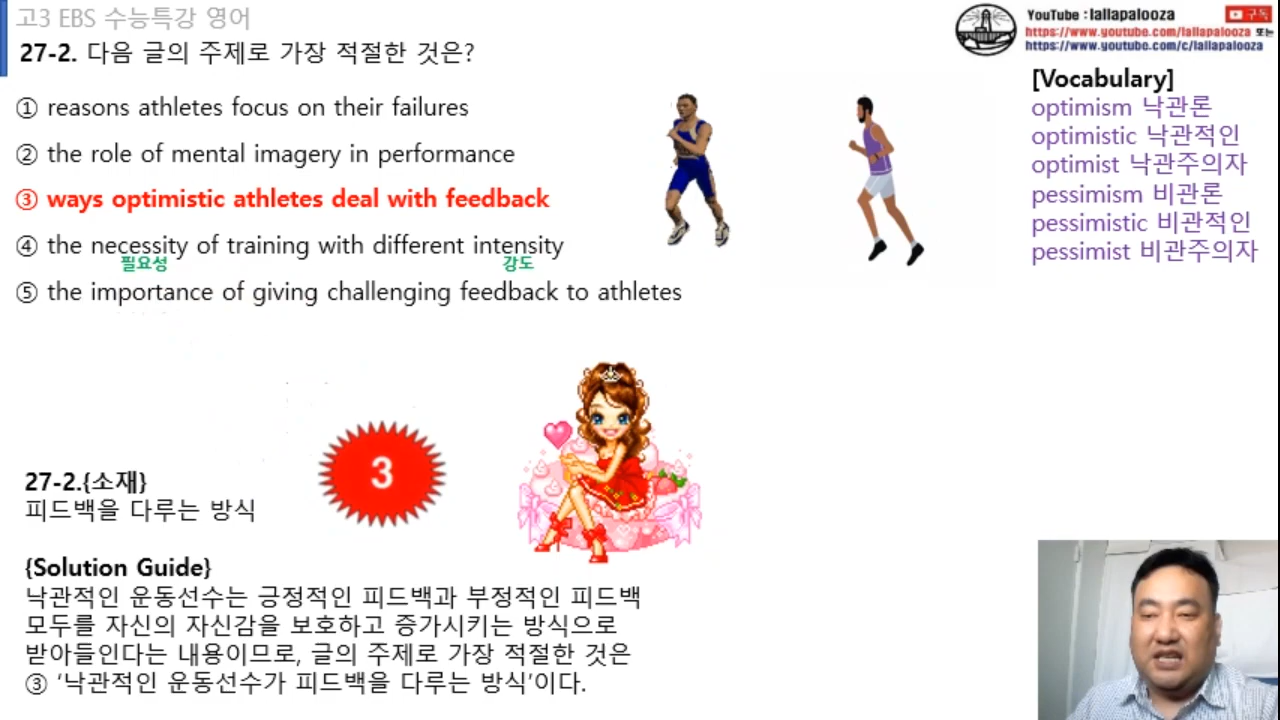 고3 EBS 수능특강 영어
27-2. 다음 글의 주제로 가장 적절한 것은?
① reasons athletes focus on their failures
② the role of mental imagery in performance
③ ways optimistic athletes deal with feedback
④ the necessity of training with different intensity
필요성 강도
⑤ the importance of giving challenging feedback to athletes
YouTube : lallapalooza
구독
https://www.youtube.com/lallapalooza 또는
https://www.youtube.com/c/lallapalooza
[Vocabulary]
optimism 낙관론
optimistic 낙관적인
optimist 낙관주의자
pessimism 비관론
pessimistic 비관적인
pessimist 비관주의자
3
27-2.{소재}
피드백을 다루는 방식
{Solution Guide}
낙관적인 운동선수는 긍정적인 피드백과 부정적인 피드백
모두를 자신의 자신감을 보호하고 증가시키는 방식으로
받아들인다는 내용이므로, 글의 주제로 가장 적절한 것은
③ ‘낙관적인 운동선수가 피드백을 다루는 방식’이다.